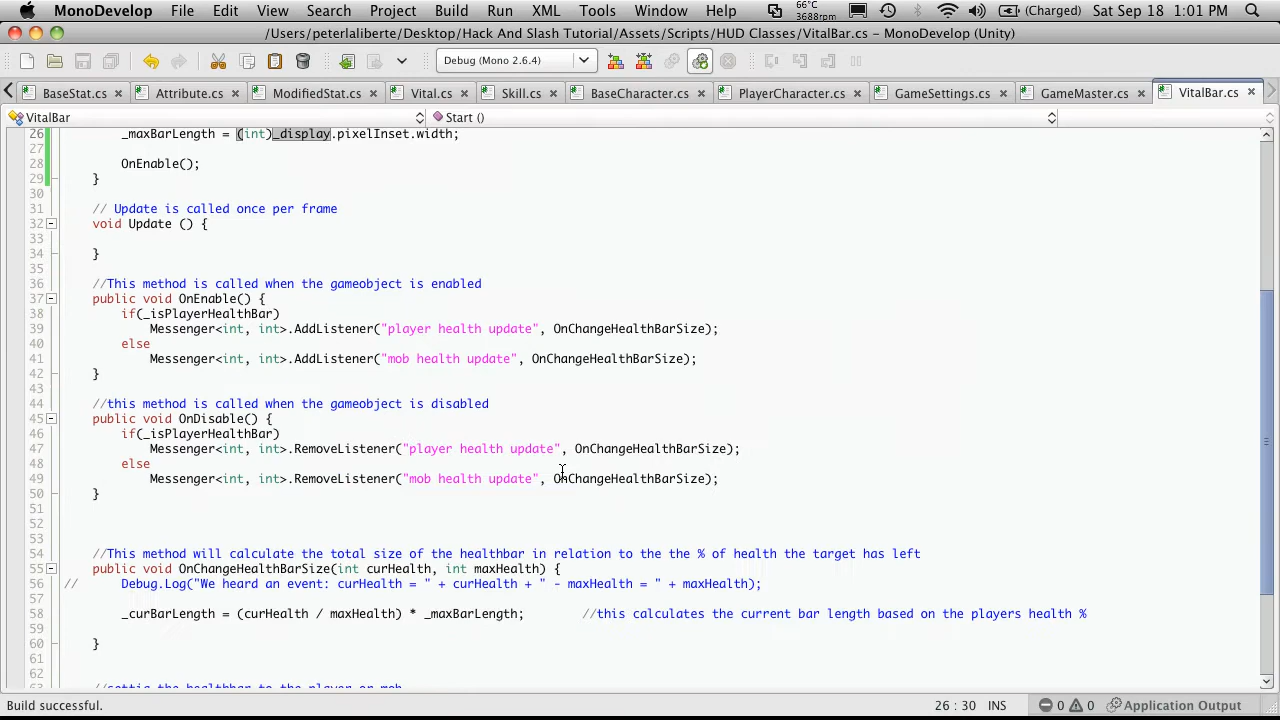 MonoDevelop File Edit View Search Project Build Run XML Tools Window Help 66°C 3688rpm (Charged) Sat Sep 18 1:01 PM
/Users/peterlaliberte/Desktop/Hack And Slash Tutorial/Assets/Scripts/HUD Classes/VitalBar.cs - MonoDevelop (Unity)
Debug (Mono 2.6.4)
BaseStat.cs Attribute.cs ModifiedStat.cs Vital.cs Skill.cs BaseCharacter.cs PlayerCharacter.cs GameSettings.cs GameMaster.cs VitalBar.cs
VitalBar Start ()
26 _maxBarLength = (int)_display.pixelInset.width;
27
28 OnEnable();
29 }
30
31 // Update is called once per frame
32 void Update () {
33
34 }
35
36 //This method is called when the gameobject is enabled
37 public void OnEnable() {
38 if(_isPlayerHealthBar)
39 Messenger<int, int>.AddListener("player health update", OnChangeHealthBarSize);
40 else
41 Messenger<int, int>.AddListener("mob health update", OnChangeHealthBarSize);
42 }
43
44 //this method is called when the gameobject is disabled
45 public void OnDisable() {
46 if(_isPlayerHealthBar)
47 Messenger<int, int>.RemoveListener("player health update", OnChangeHealthBarSize);
48 else
49 Messenger<int, int>.RemoveListener("mob health update", OnChangeHealthBarSize);
50 }
51
52
53
54 //This method will calculate the total size of the healthbar in relation to the the % of health the target has left
55 public void OnChangeHealthBarSize(int curHealth, int maxHealth) {
56 // Debug.Log("We heard an event: curHealth = " + curHealth + " - maxHealth = " + maxHealth);
57
58 _curBarLength = (curHealth / maxHealth) * _maxBarLength; //this calculates the current bar length based on the players health %
59
60 }
61
62
63 //settig the healthbar to the player or mob
Build successful. 26 : 30 INS 0 0 Application Output